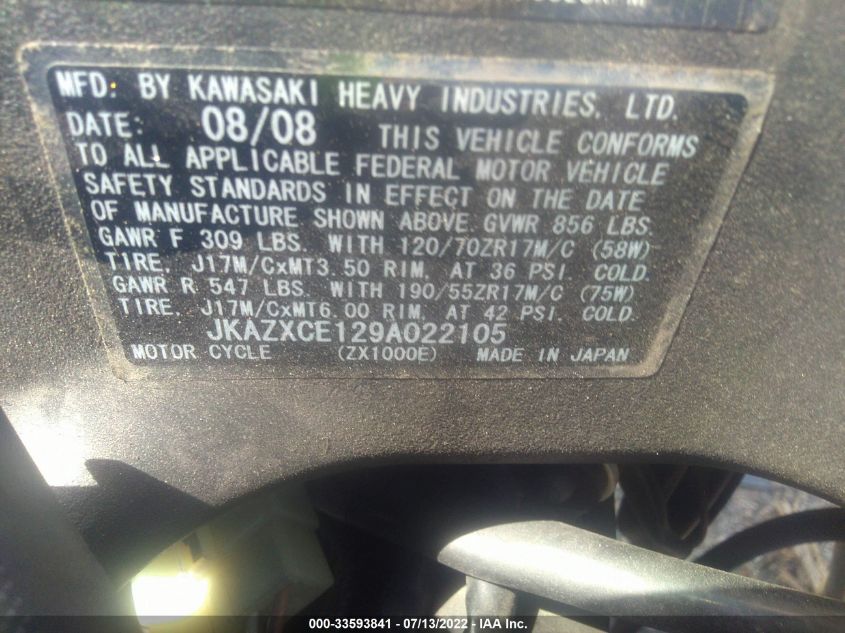 MFD. BY KAWASAKI HEAVY INDUSTRIES, LTD.
DATE: 08/08 THIS VEHICLE CONFORMS
TO ALL APPLICABLE FEDERAL MOTOR VEHICLE
SAFETY STANDARDS IN EFFECT ON THE DATE
OF MANUFACTURE SHOWN ABOVE. GVWR 856 LBS.
GAWR F 309 LBS. WITH 120/70ZR17M/C (58W)
TIRE, J17M/CxMT3.50 RIM, AT 36 PSI. COLD.
GAWR R 547 LBS. WITH 190/55ZR17M/C (75W)
TIRE, J17M/CxMT6.00 RIM, AT 42 PSI. COLD.
JKAZXCE129A022105
MOTOR CYCLE (ZX1000E) MADE IN JAPAN
000-33593841 - 07/13/2022 - IAA Inc.